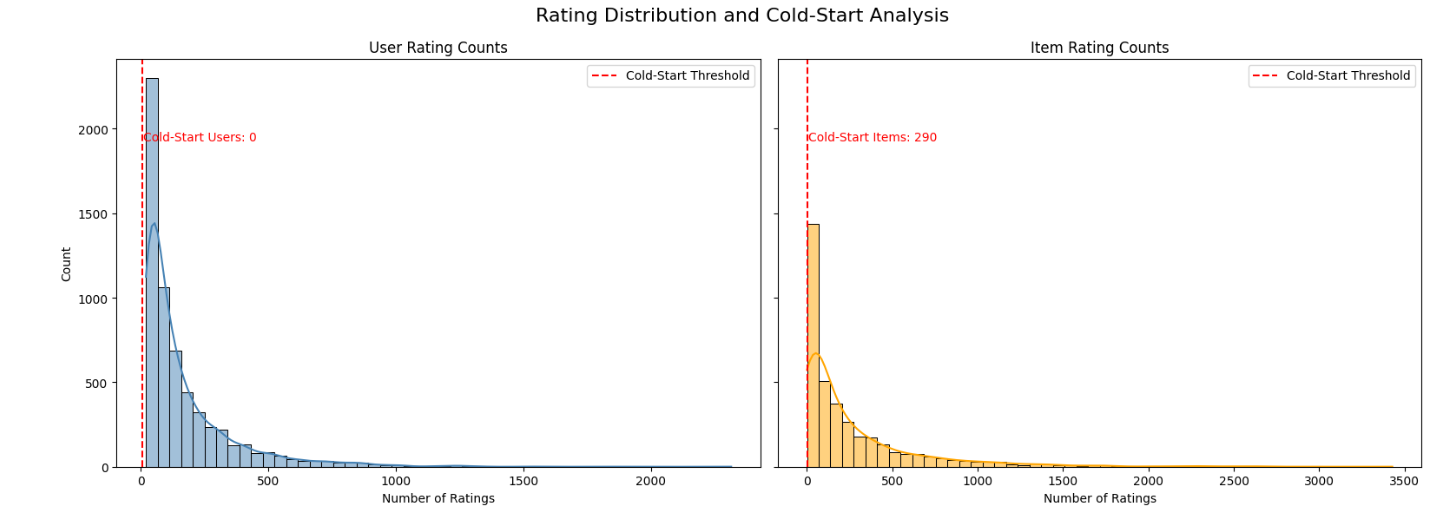 Rating Distribution and Cold-Start Analysis
User Rating Counts
Cold-Start Threshold
Cold-Start Users: 0
Count
2000
1500
1000
500
0
0 500 1000 1500 2000
Number of Ratings
Item Rating Counts
Cold-Start Threshold
Cold-Start Items: 290
0 500 1000 1500 2000 2500 3000 3500
Number of Ratings